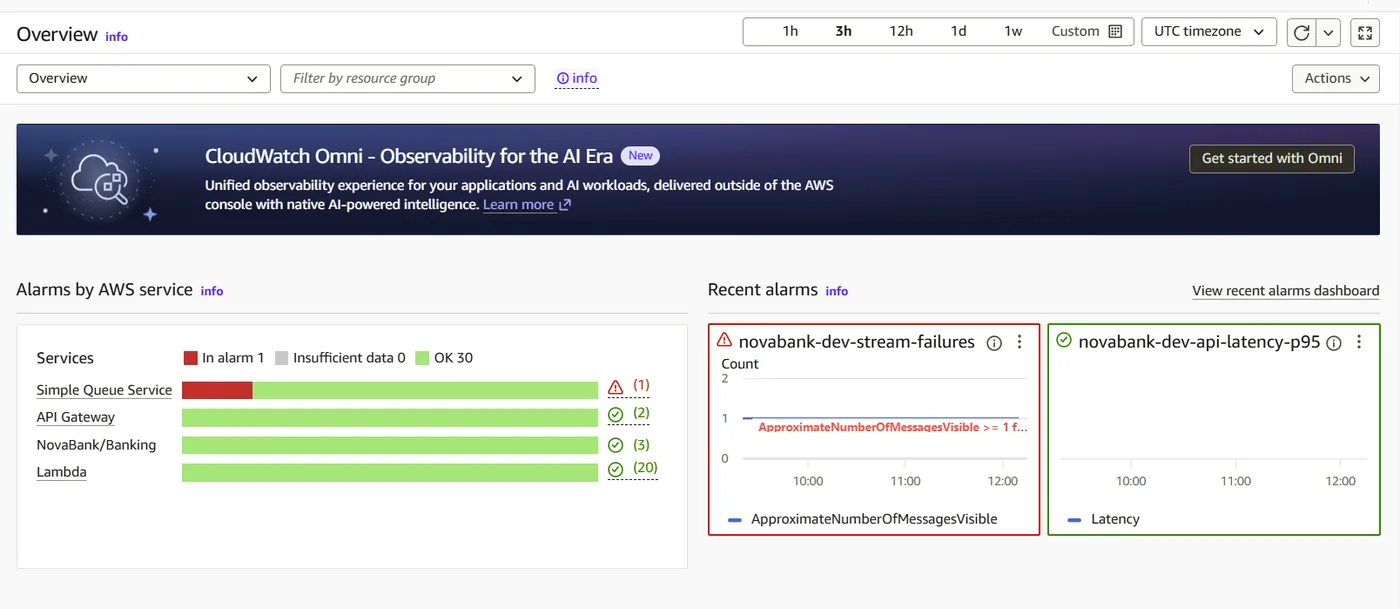 Overview info
1h 3h 12h 1d 1w Custom UTC timezone
Overview Filter by resource group info Actions
CloudWatch Omni - Observability for the AI Era New
Get started with Omni
Unified observability experience for your applications and AI workloads, delivered outside of the AWS
console with native AI-powered intelligence. Learn more
Alarms by AWS service info
Services In alarm 1 Insufficient data 0 OK 30
Simple Queue Service (1)
API Gateway (2)
NovaBank/Banking (3)
Lambda (20)
Recent alarms info View recent alarms dashboard
novabank-dev-stream-failures
Count
2
1
ApproximateNumberOfMessagesVisible >= 1 f...
0
10:00 11:00 12:00
ApproximateNumberOfMessagesVisible
novabank-dev-api-latency-p95
10:00 11:00 12:00
Latency